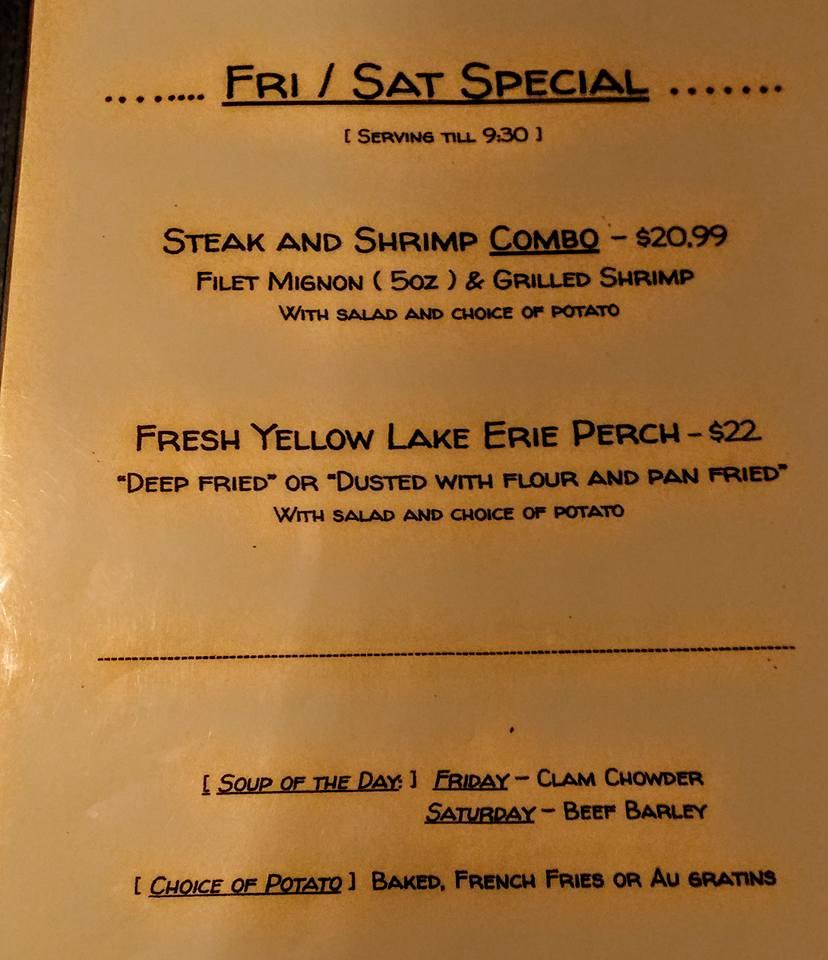 ........ Fri / Sat Special .......
[ Serving till 9:30 ]
Steak and Shrimp Combo - $20.99
Filet Mignon ( 5oz ) & Grilled Shrimp
With salad and choice of potato
Fresh Yellow Lake Erie Perch - $22
"Deep fried" or "Dusted with flour and pan fried"
With salad and choice of potato
[ Soup of the Day: ] Friday - Clam Chowder
Saturday - Beef Barley
[ Choice of Potato ] Baked, French Fries or Au gratins